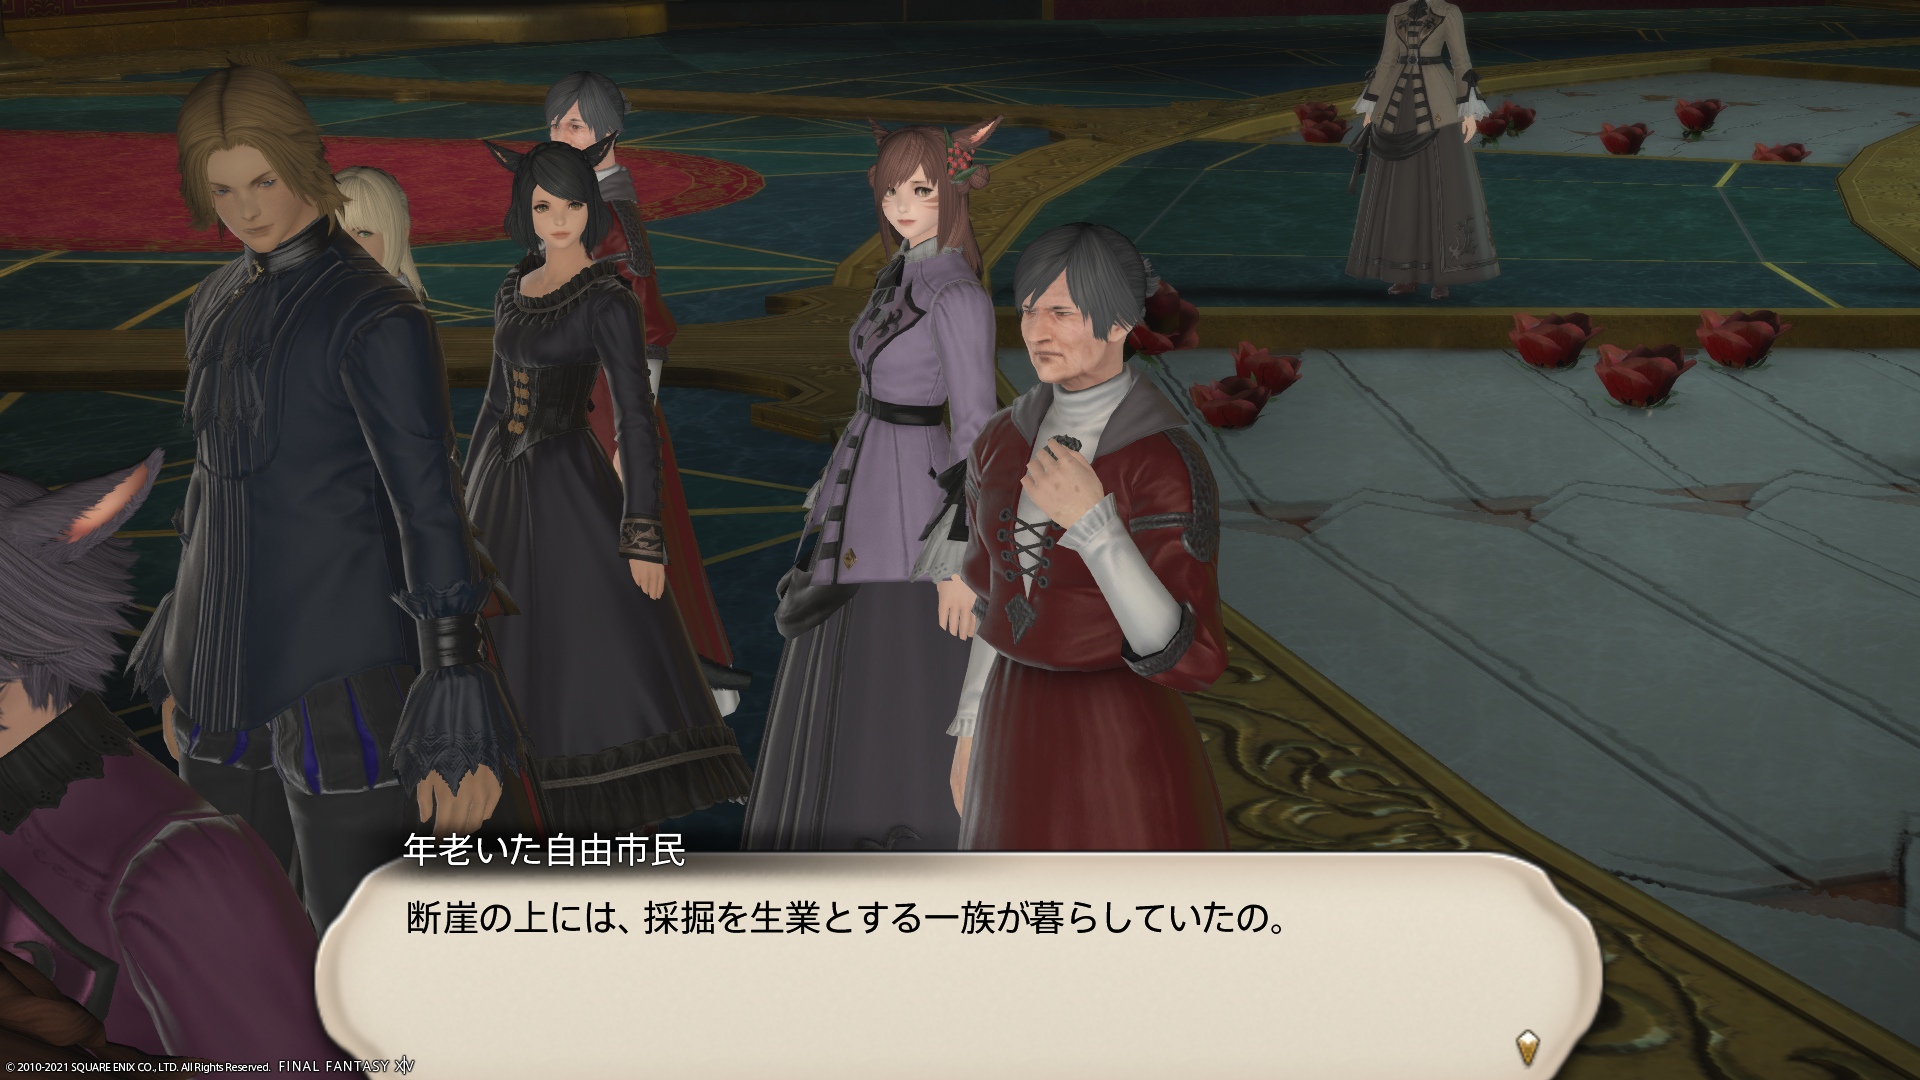 年老いた自由市民
断崖の上には、採掘を生業とする一族が暮らしていたの。
© 2010-2021 SQUARE ENIX CO., LTD. All Rights Reserved. FINAL FANTASY XIV